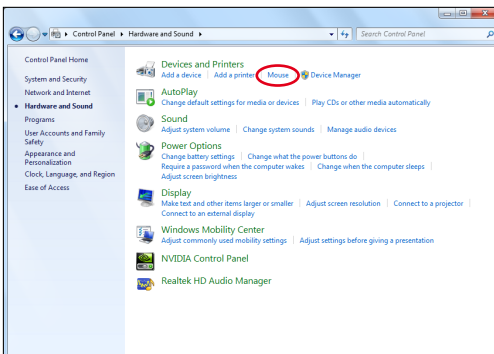 Control Panel Hardware and Sound Search Control Panel
Control Panel Home
System and Security
Network and Internet
Hardware and Sound
Programs
User Accounts and Family
Safety
Appearance and
Personalization
Clock, Language, and Region
Ease of Access
Devices and Printers
Add a device Add a printer Mouse Device Manager
AutoPlay
Change default settings for media or devices Play CDs or other media automatically
Sound
Adjust system volume Change system sounds Manage audio devices
Power Options
Change battery settings Change what the power buttons do
Require a password when the computer wakes Change when the computer sleeps
Adjust screen brightness
Display
Make text and other items larger or smaller Adjust screen resolution Connect to a projector
Connect to an external display
Windows Mobility Center
Adjust commonly used mobility settings Adjust settings before giving a presentation
NVIDIA Control Panel
Realtek HD Audio Manager